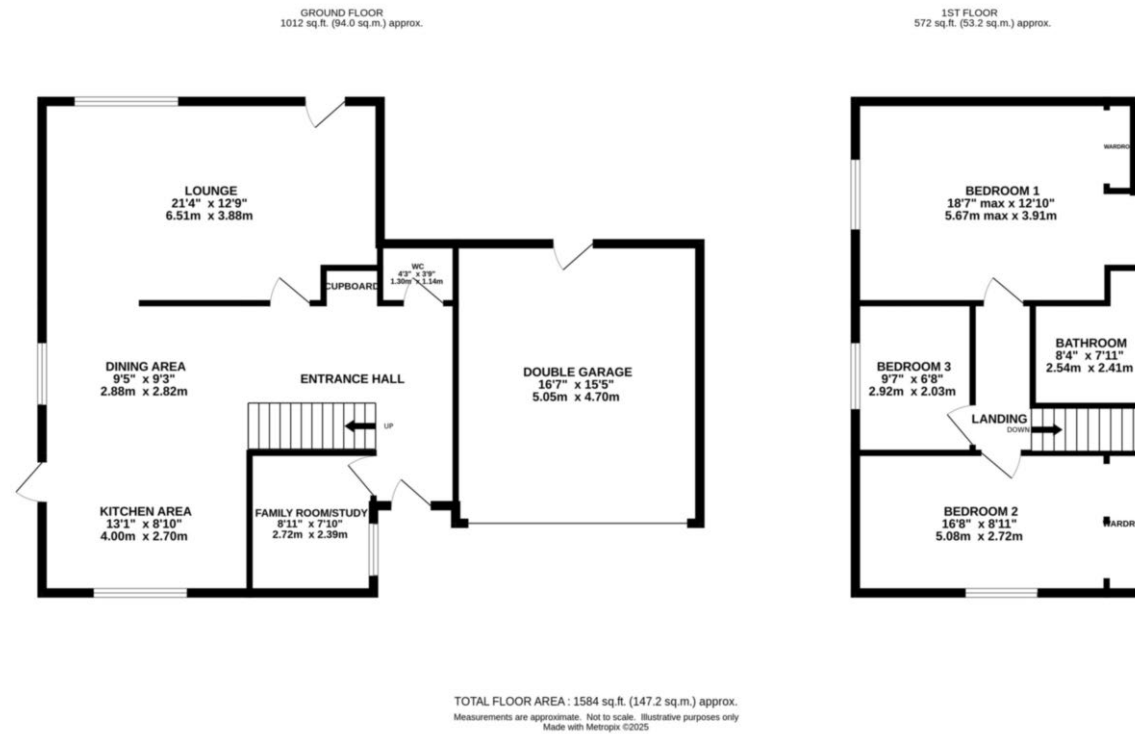 GROUND FLOOR
1012 sq.ft. (94.0 sq.m.) approx.
1ST FLOOR
572 sq.ft. (53.2 sq.m.) approx.
LOUNGE
21'4" x 12'9"
6.51m x 3.88m
WC
4'3" x 3'9"
1.30m x 1.14m
CUPBOARD
DINING AREA
9'5" x 9'3"
2.88m x 2.82m
ENTRANCE HALL
UP
DOUBLE GARAGE
16'7" x 15'5"
5.05m x 4.70m
KITCHEN AREA
13'1" x 8'10"
4.00m x 2.70m
FAMILY ROOM/STUDY
8'11" x 7'10"
2.72m x 2.39m
BEDROOM 1
18'7" max x 12'10"
5.67m max x 3.91m
WARDRO
BEDROOM 3
9'7" x 6'8"
2.92m x 2.03m
BATHROOM
8'4" x 7'11"
2.54m x 2.41m
LANDING
DOWN
BEDROOM 2
16'8" x 8'11"
5.08m x 2.72m
WARDR
TOTAL FLOOR AREA : 1584 sq.ft. (147.2 sq.m.) approx.
Measurements are approximate. Not to scale. Illustrative purposes only
Made with Metropix ©2025